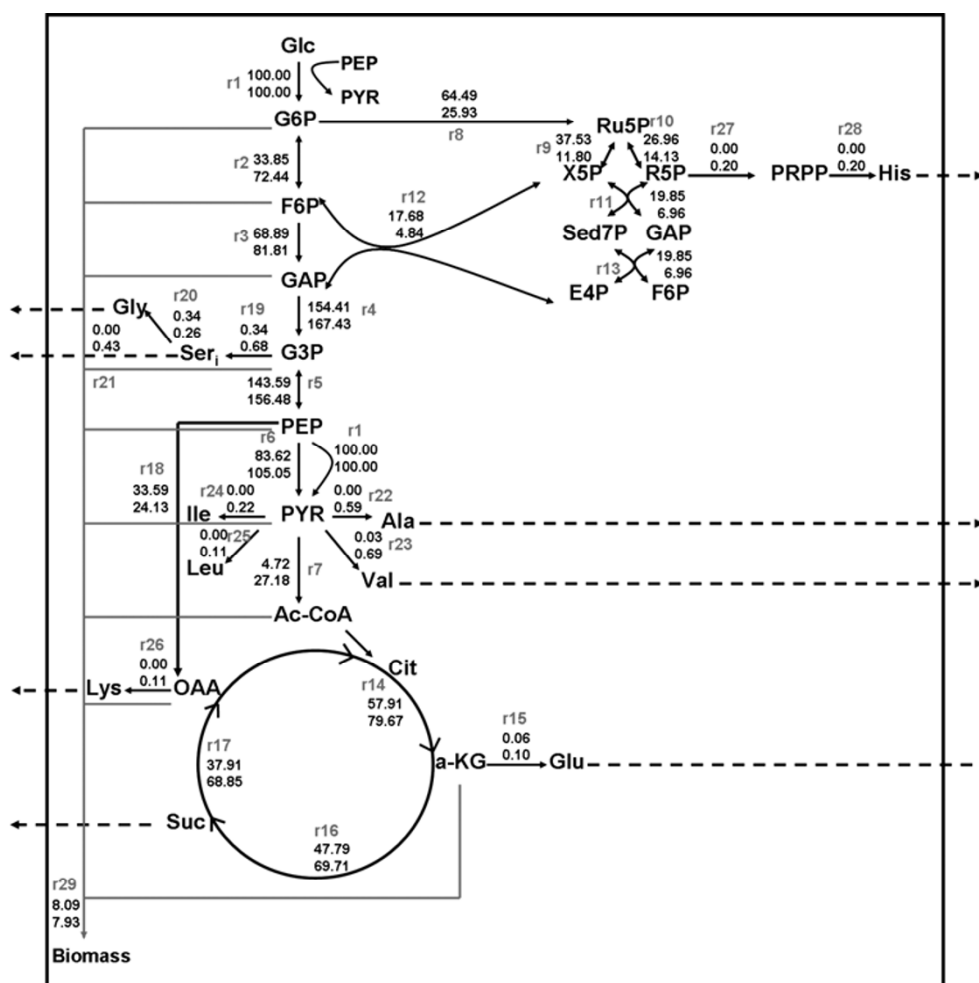 Glc
PEP
r1
100.00
100.00
PYR
G6P
64.49
25.93
r8
Ru5P
r10
r9
37.53
11.80
26.96
14.13
r27
0.00
0.20
r28
0.00
0.20
r2
33.85
72.44
X5P
R5P
PRPP
His
F6P
r12
17.68
4.84
r11
19.85
6.96
r3
68.89
81.81
Sed7P
GAP
r13
19.85
6.96
GAP
E4P
F6P
r20
0.34
0.26
r19
0.34
0.68
154.41
167.43
r4
Gly
0.00
0.43
Ser i
G3P
r21
143.59
156.48
r5
PEP
r6
83.62
105.05
r1
100.00
100.00
r18
33.59
24.13
r24
0.00
0.22
0.00
0.59
r22
Ile
PYR
Ala
0.00
0.11
r25
0.03
0.69
r23
Leu
4.72
27.18
r7
Val
Ac-CoA
r26
0.00
0.11
Cit
Lys
OAA
r14
57.91
79.67
r15
0.06
0.10
r17
37.91
68.85
a-KG
Glu
Suc
r16
47.79
69.71
r29
8.09
7.93
Biomass